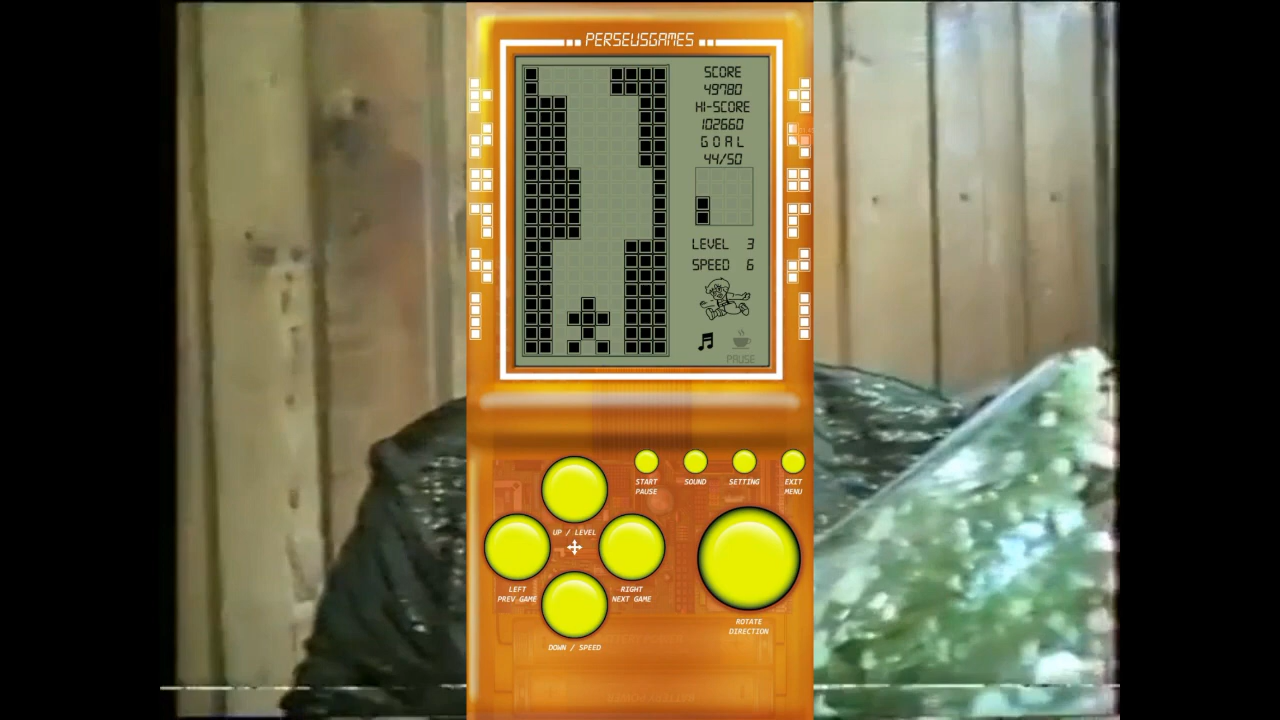 PERSEUSGAMES
SCORE
49780
HI-SCORE
102660
GOAL
44/50
LEVEL 3
SPEED 6
PAUSE
START
PAUSE
SOUND
SETTING
EXIT
MENU
UP / LEVEL
LEFT
PREV GAME
RIGHT
NEXT GAME
DOWN / SPEED
ROTATE
DIRECTION